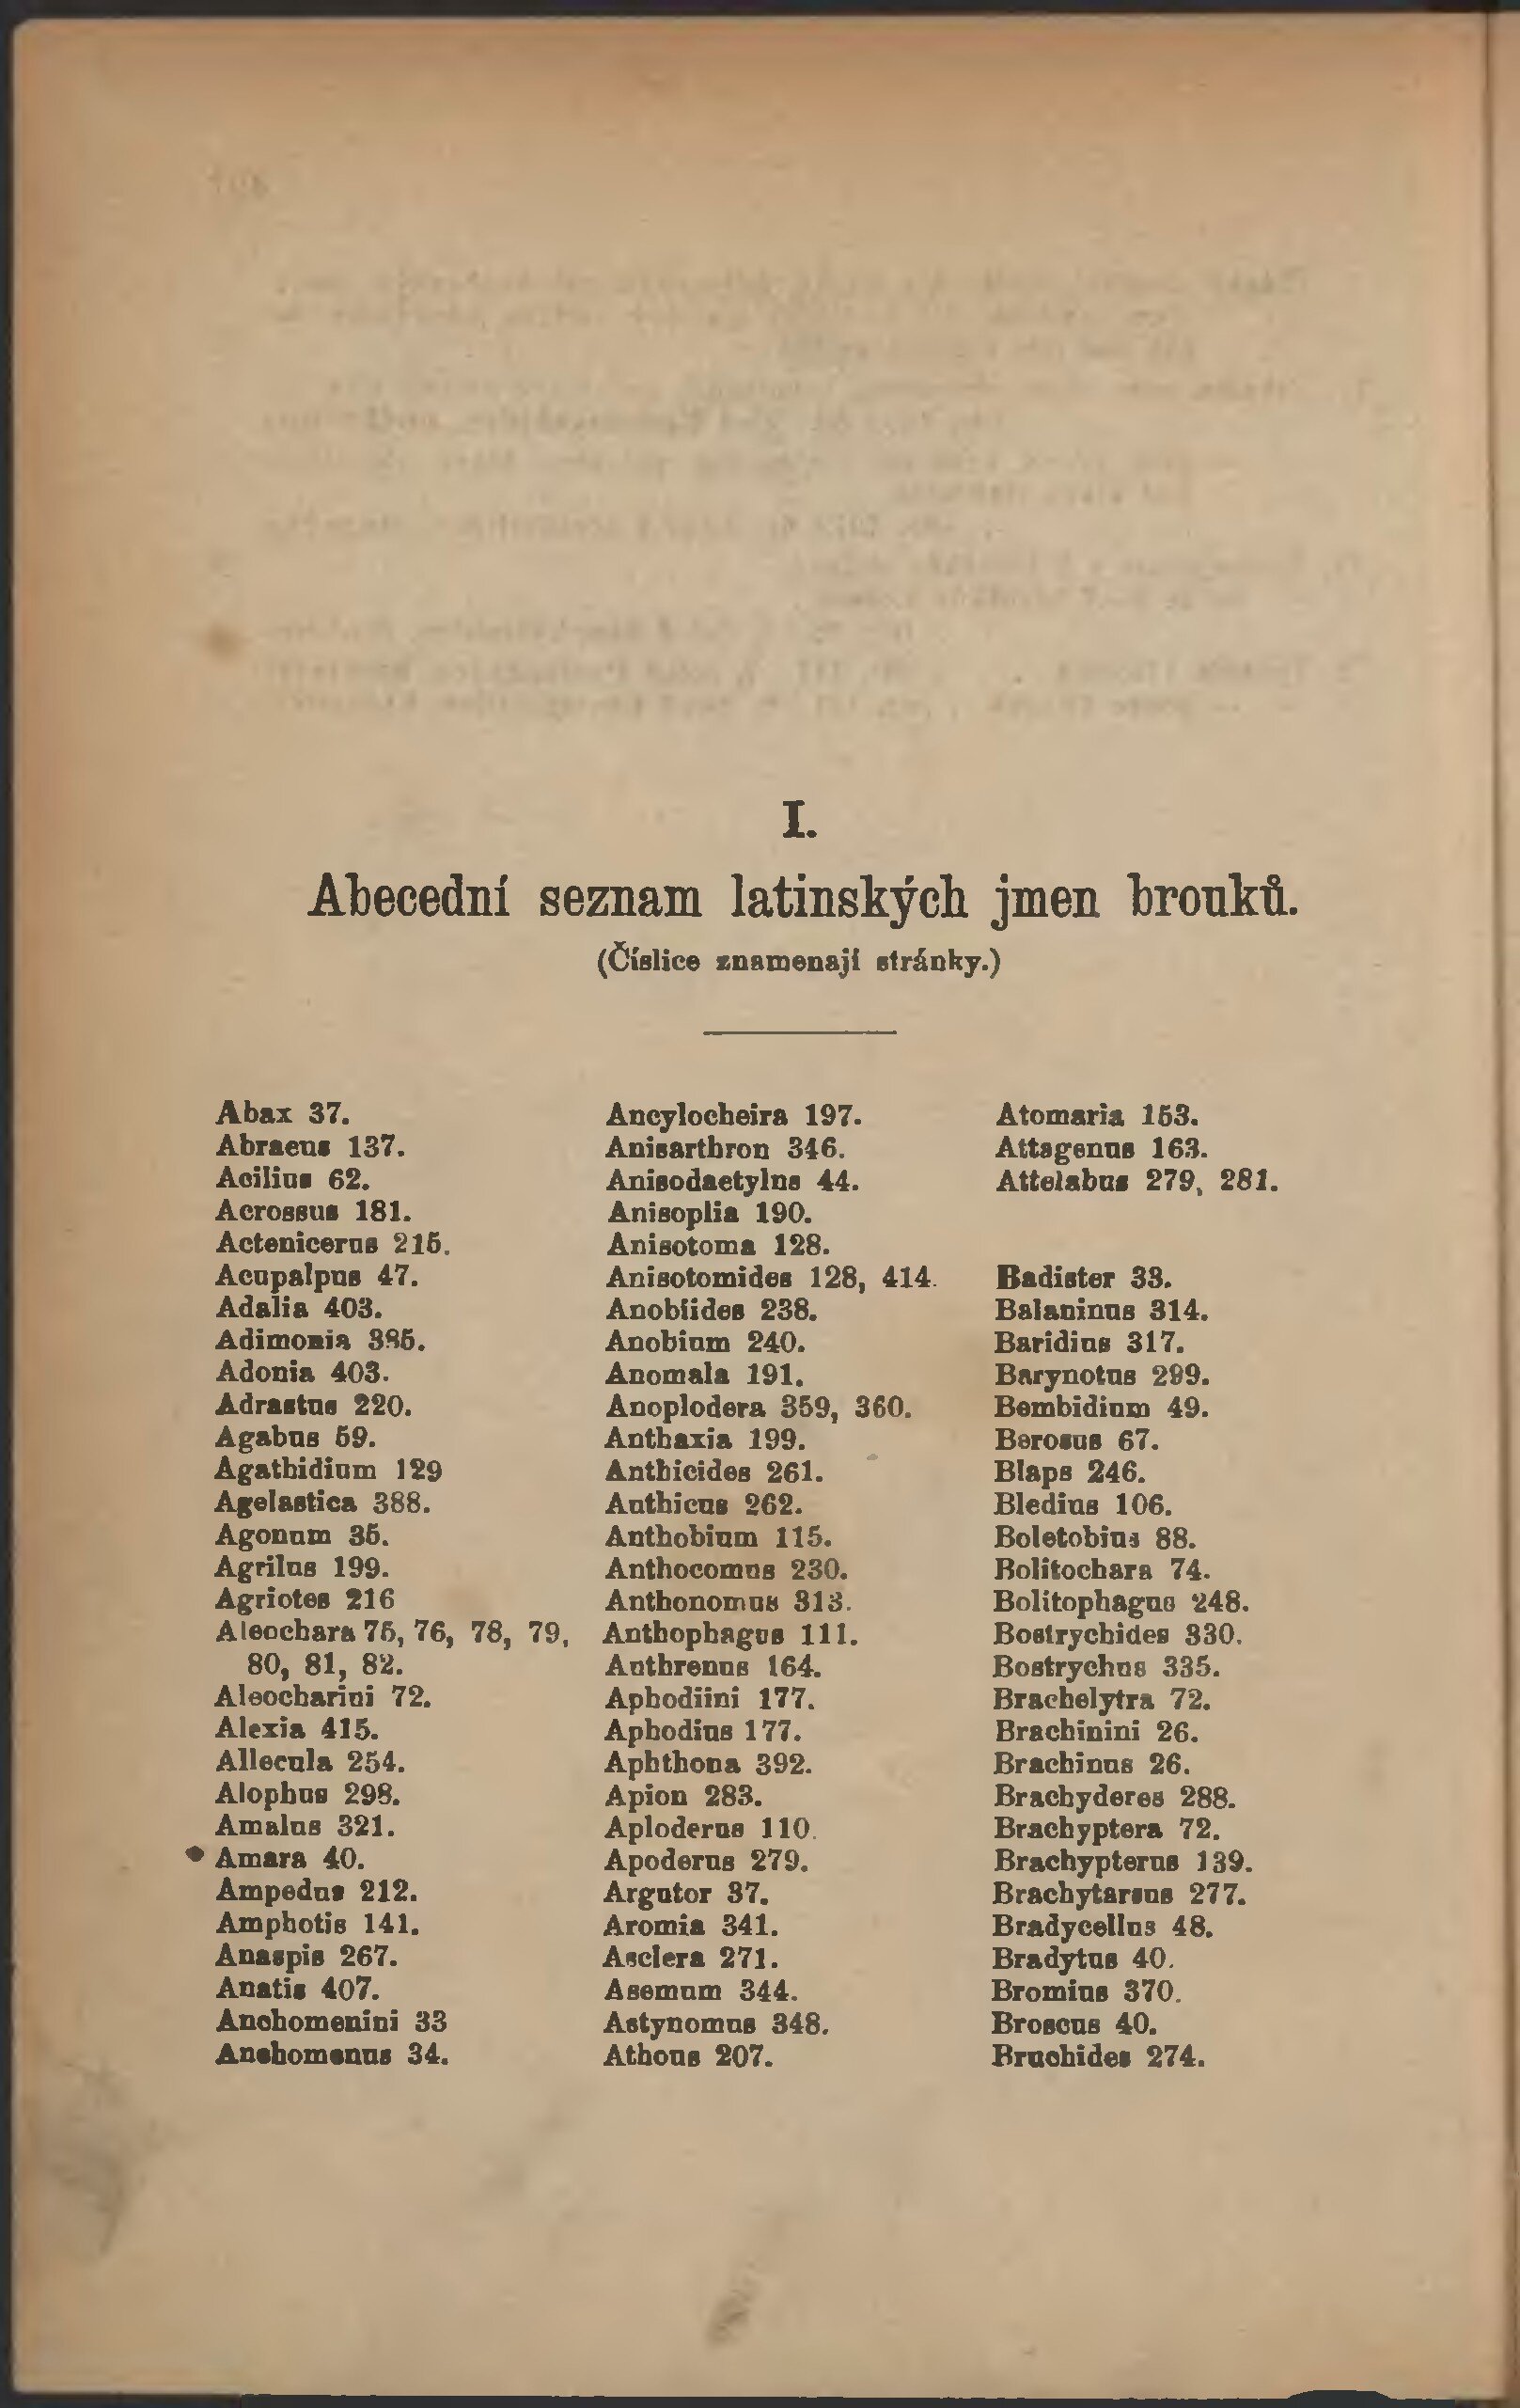 I.
Abecední seznam latinských jmen brouků.
(Číslice znamenají stránky.)
Abax 37.
Abraeus 137.
Acilius 62.
Acrossus 181.
Actenicerus 215.
Acupalpus 47.
Adalia 403.
Adimonia 385.
Adonia 403.
Adrastus 220.
Agabus 59.
Agathidium 129
Agelastica 388.
Agonum 35.
Agrilus 199.
Agriotes 216
Aleochara 75, 76, 78, 79,
80, 81, 82.
Aleocharini 72.
Alexia 415.
Allecula 254.
Alophus 298.
Amalus 321.
Amara 40.
Ampedus 212.
Amphotis 141.
Anaspis 267.
Anatis 407.
Anchomenini 33
Anchomenus 34.
Ancylocheira 197.
Anisarthron 346.
Anisodactylus 44.
Anisoplia 190.
Anisotoma 128.
Anisotomides 128, 414.
Anobiides 238.
Anobium 240.
Anomala 191.
Anoplodera 359, 360.
Anthaxia 199.
Anthicides 261.
Anthicus 262.
Anthobium 115.
Anthocomus 230.
Anthonomus 313.
Anthophagus 111.
Anthrenus 164.
Aphodiini 177.
Aphodius 177.
Aphthona 392.
Apion 283.
Aploderus 110.
Apoderus 279.
Argutor 37.
Aromia 341.
Asclera 271.
Asemum 344.
Astynomus 348.
Athous 207.
Atomaria 153.
Attagenus 163.
Attelabus 279, 281.
Badister 33.
Balaninus 314.
Baridius 317.
Barynotus 299.
Bembidium 49.
Berosus 67.
Blaps 246.
Bledius 106.
Boletobius 88.
Bolitochara 74.
Bolitophagus 248.
Bostrychides 330.
Bostrychus 335.
Brachelytra 72.
Brachinini 26.
Brachinus 26.
Brachyderes 288.
Brachyptera 72.
Brachypterus 139.
Brachytarsus 277.
Bradycellus 48.
Bradytus 40.
Bromius 370.
Broscus 40.
Bruchides 274.